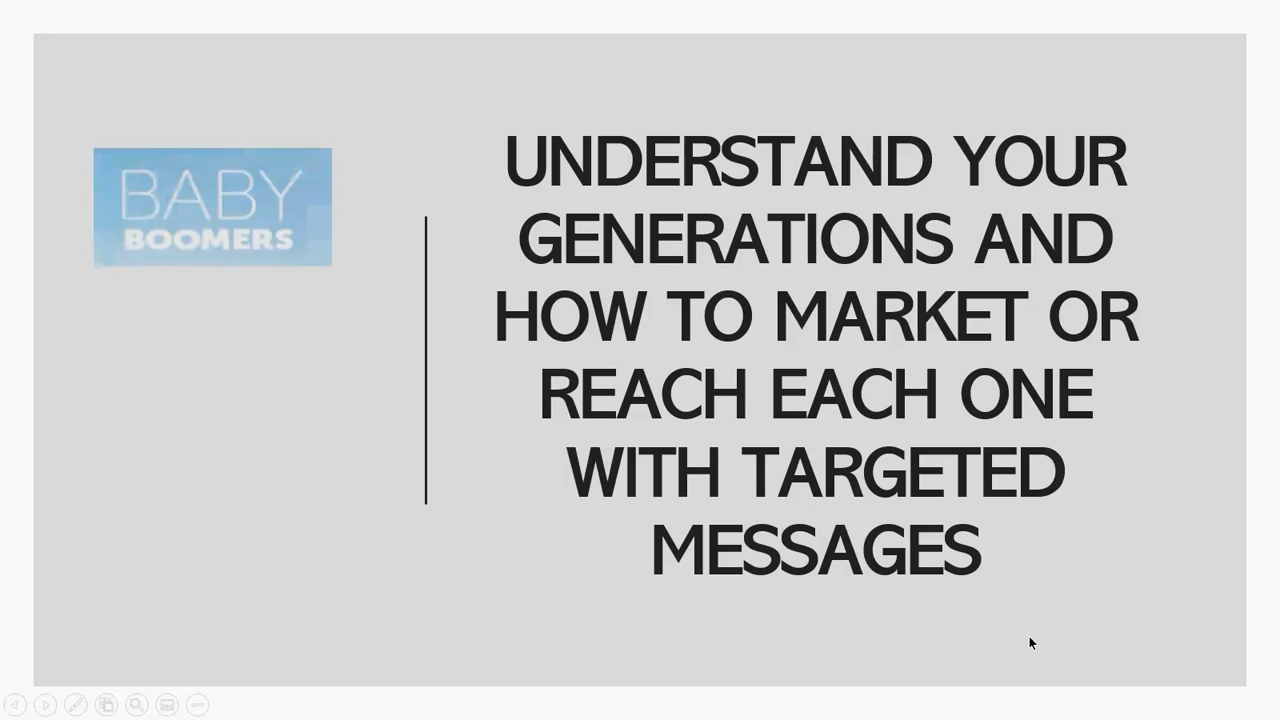 BABY
BOOMERS
UNDERSTAND YOUR
GENERATIONS AND
HOW TO MARKET OR
REACH EACH ONE
WITH TARGETED
MESSAGES